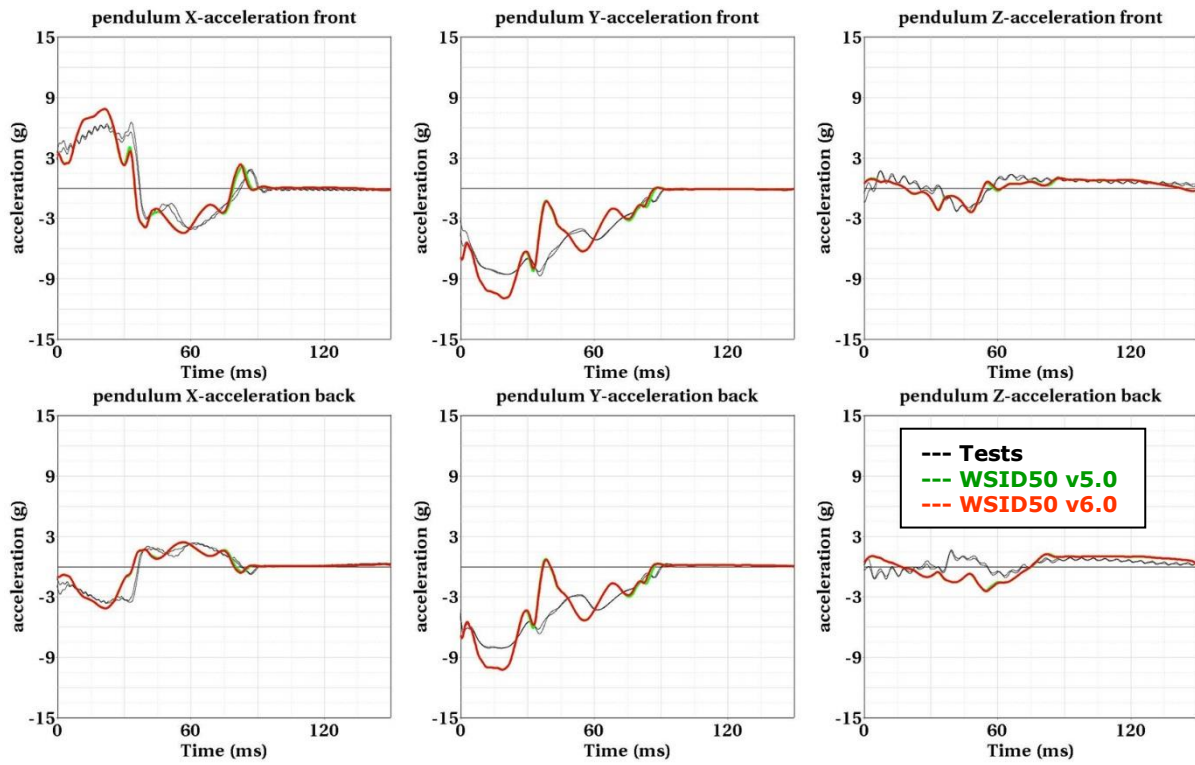 pendulum X-acceleration front
pendulum Y-acceleration front
pendulum Z-acceleration front
15
15
15
9
9
9
3
3
3
-3
-3
-3
-9
-9
-9
-15
-15
-15
acceleration (g)
acceleration (g)
acceleration (g)
0 60 120
0 60 120
0 60 120
Time (ms)
Time (ms)
Time (ms)
pendulum X-acceleration back
pendulum Y-acceleration back
pendulum Z-acceleration back
15
15
15
9
9
9
3
3
3
-3
-3
-3
-9
-9
-9
-15
-15
-15
acceleration (g)
acceleration (g)
acceleration (g)
--- Tests
--- WSID50 v5.0
--- WSID50 v6.0
0 60 120
0 60 120
0 60 120
Time (ms)
Time (ms)
Time (ms)